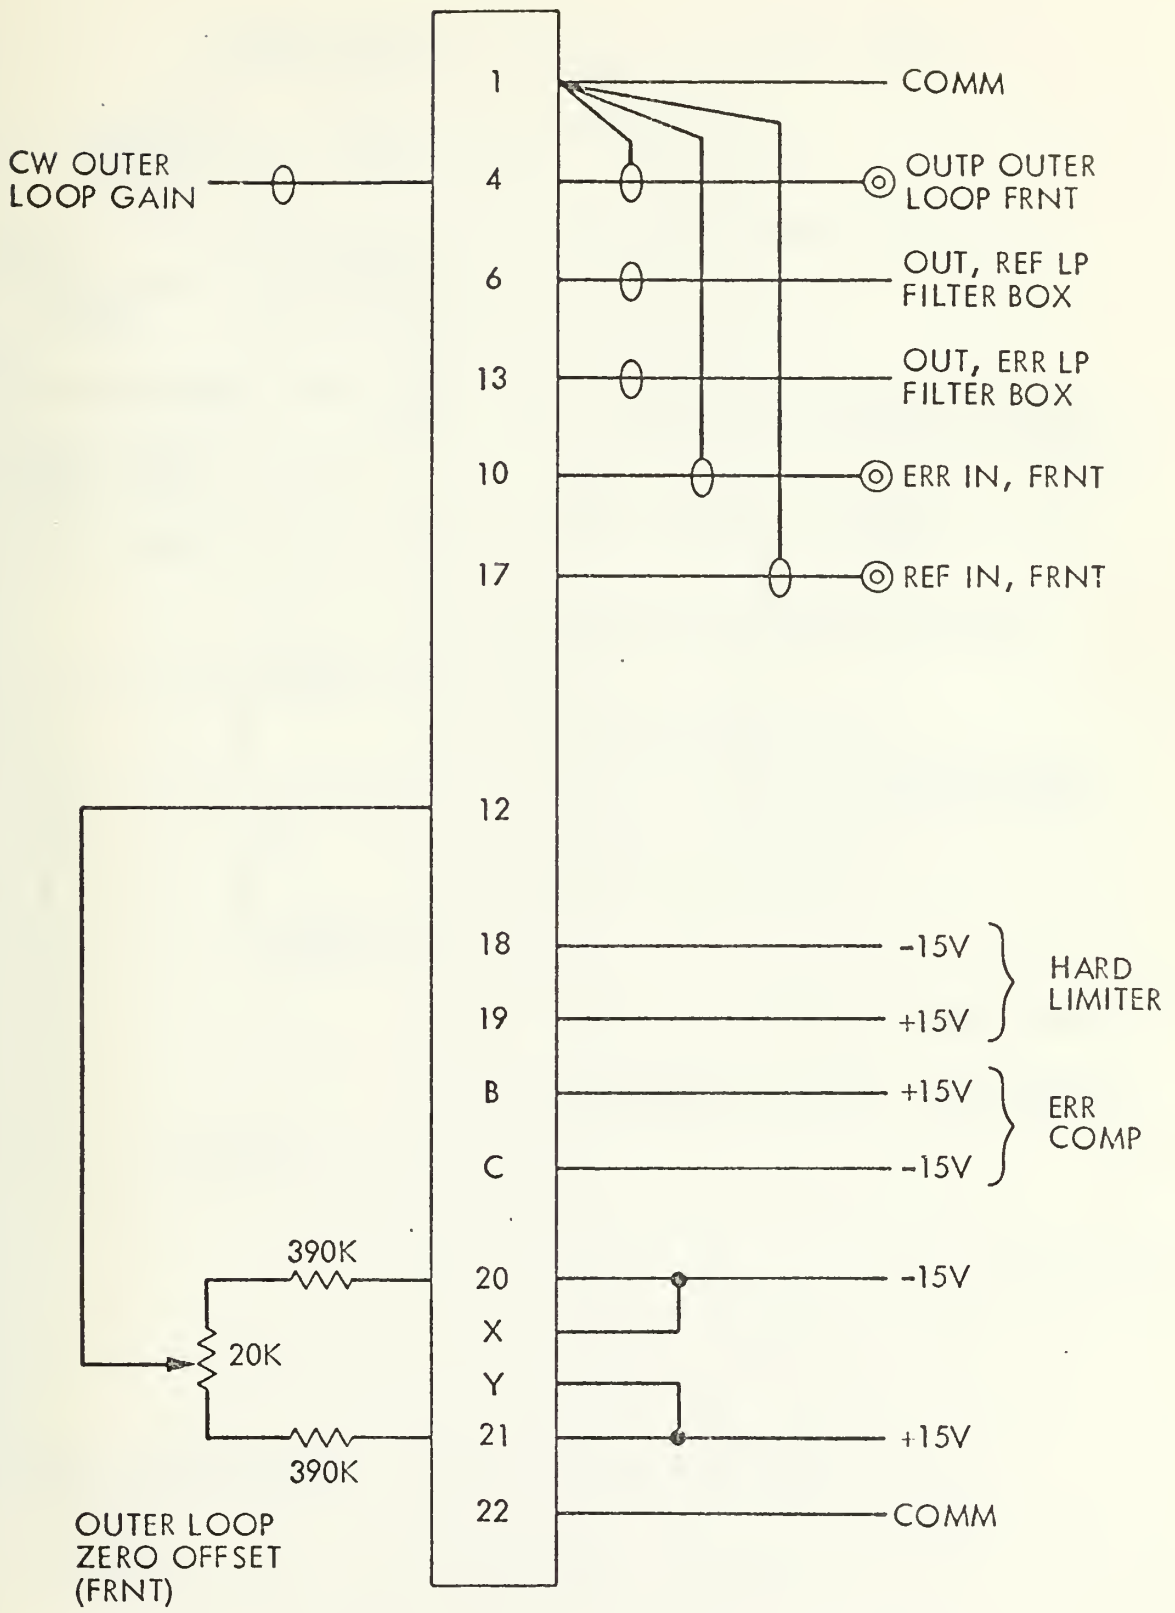 1
COMM
CW OUTER
LOOP GAIN
4
OUTP OUTER
LOOP FRNT
6
OUT, REF LP
FILTER BOX
13
OUT, ERR LP
FILTER BOX
10
ERR IN, FRNT
17
REF IN, FRNT
12
18
-15V
19
+15V
HARD
LIMITER
B
+15V
C
-15V
ERR
COMP
390K
20
-15V
X
20K
Y
21
+15V
390K
22
COMM
OUTER LOOP
ZERO OFFSET
(FRNT)